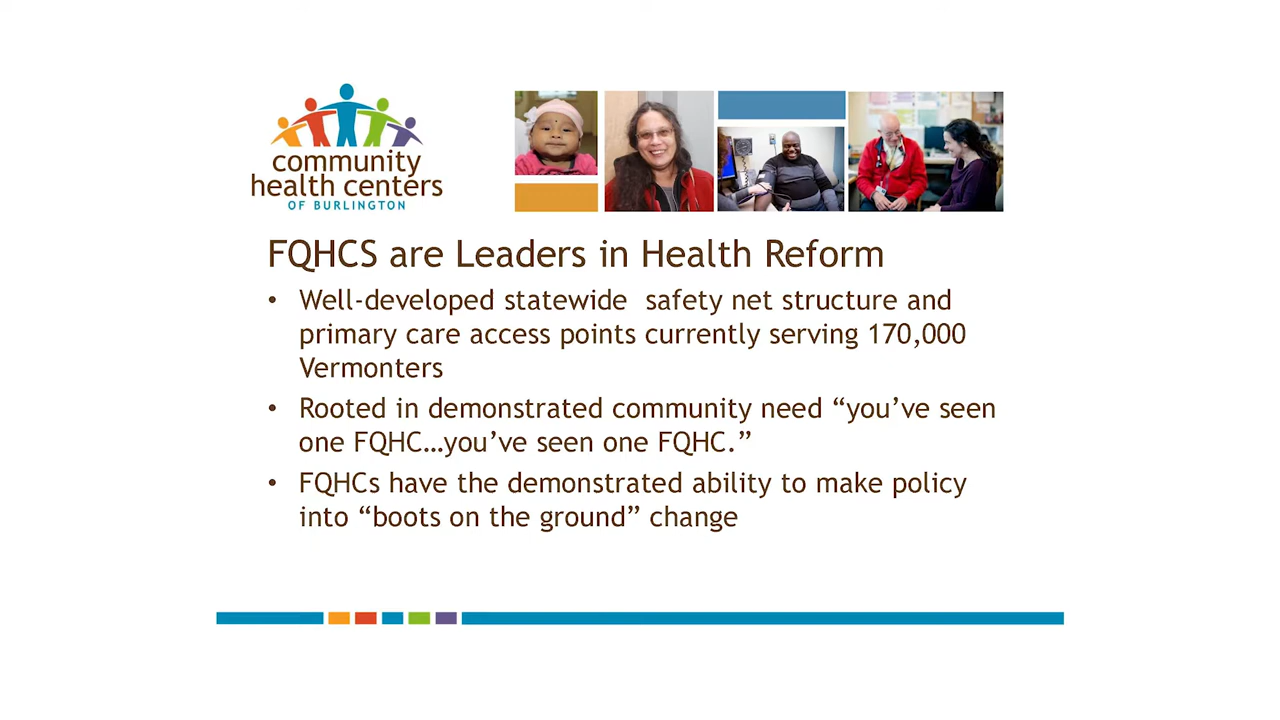 community
health centers
OF BURLINGTON
FQHCS are Leaders in Health Reform
• Well-developed statewide  safety net structure and
primary care access points currently serving 170,000
Vermonters
• Rooted in demonstrated community need “you’ve seen
one FQHC…you’ve seen one FQHC.”
• FQHCs have the demonstrated ability to make policy
into “boots on the ground” change